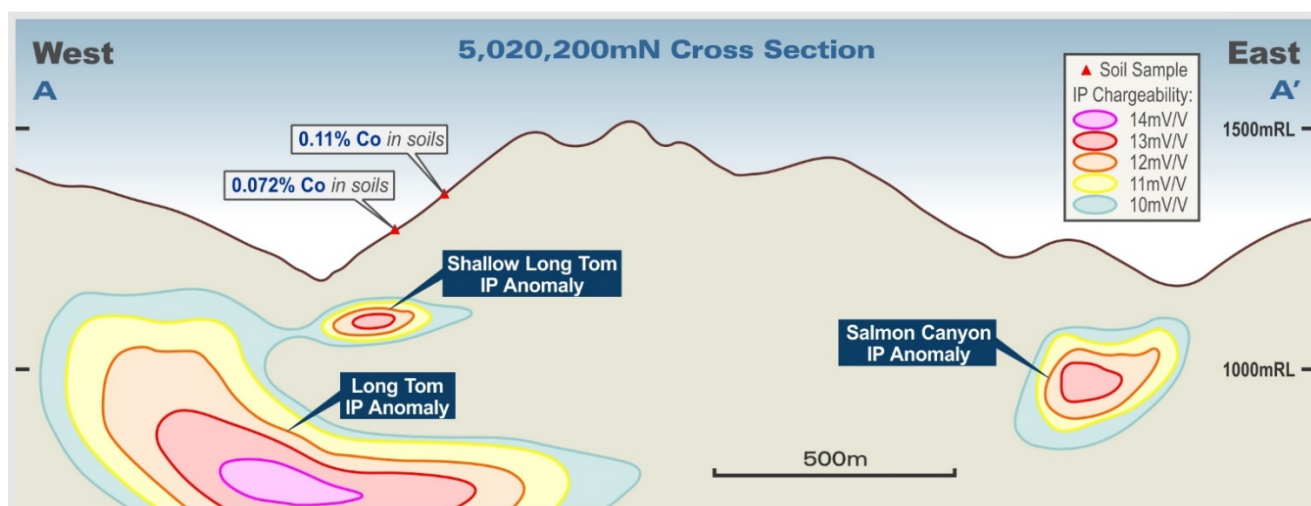 West
5,020,200mN Cross Section
East
A
A'
Soil Sample
IP Chargeability:
14mV/V
13mV/V
12mV/V
11mV/V
10mV/V
1500mRL
0.11% Co in soils
0.072% Co in soils
Shallow Long Tom
IP Anomaly
Salmon Canyon
IP Anomaly
1000mRL
Long Tom
IP Anomaly
500m